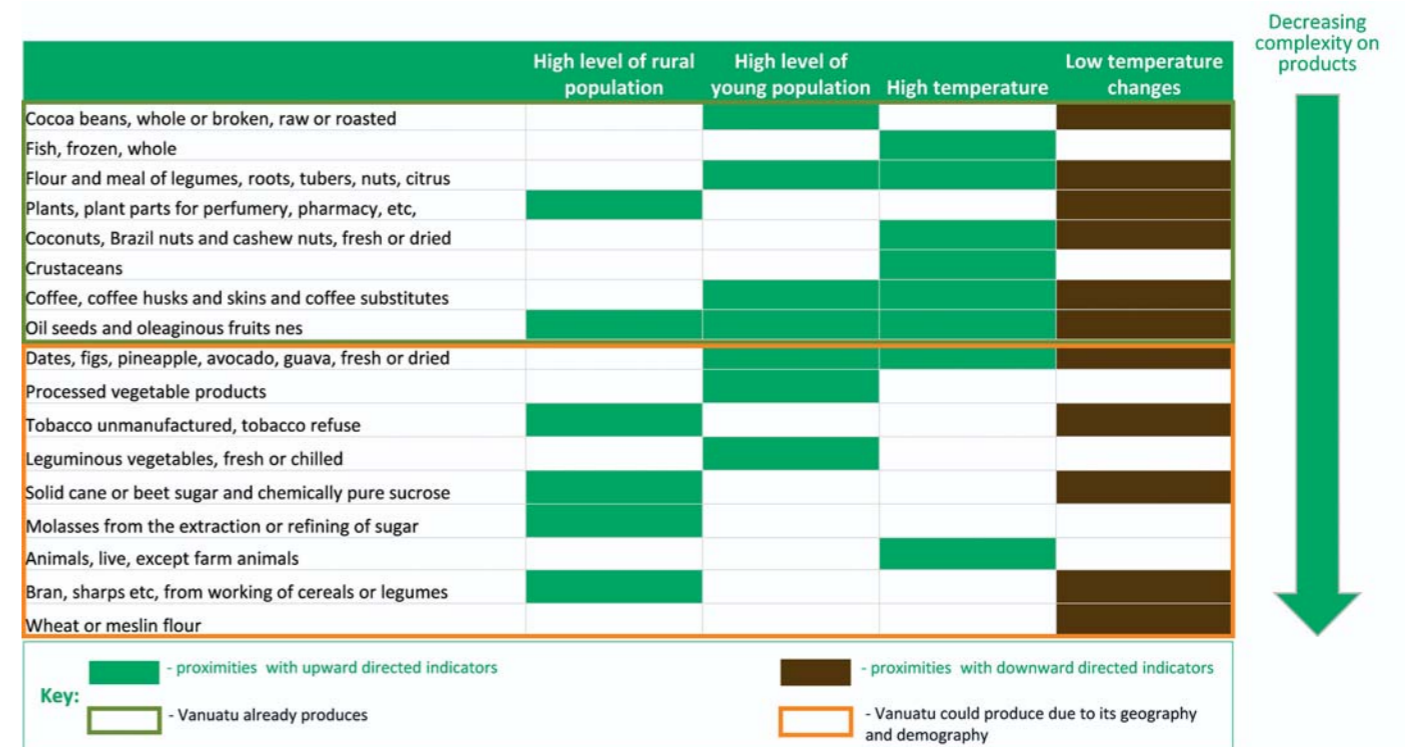 Decreasing
complexity on
products
High level of rural
population
High level of
young population
High temperature
Low temperature
changes
Cocoa beans, whole or broken, raw or roasted
Fish, frozen, whole
Flour and meal of legumes, roots, tubers, nuts, citrus
Plants, plant parts for perfumery, pharmacy, etc,
Coconuts, Brazil nuts and cashew nuts, fresh or dried
Crustaceans
Coffee, coffee husks and skins and coffee substitutes
Oil seeds and oleaginous fruits nes
Dates, figs, pineapple, avocado, guava, fresh or dried
Processed vegetable products
Tobacco unmanufactured, tobacco refuse
Leguminous vegetables, fresh or chilled
Solid cane or beet sugar and chemically pure sucrose
Molasses from the extraction or refining of sugar
Animals, live, except farm animals
Bran, sharps etc, from working of cereals or legumes
Wheat or meslin flour
Key:
- proximities with upward directed indicators
- proximities with downward directed indicators
- Vanuatu already produces
- Vanuatu could produce due to its geography
and demography